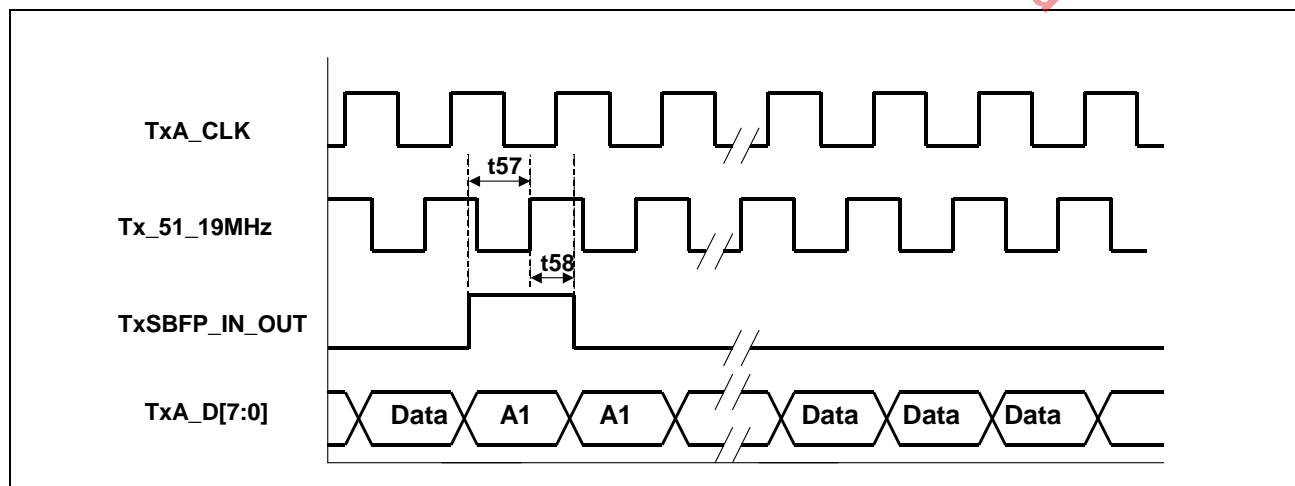 TxA_CLK
t57
Tx_51_19MHz
t58
TxSBFP_IN_OUT
TxA_D[7:0]
Data
A1
A1
Data
Data
Data